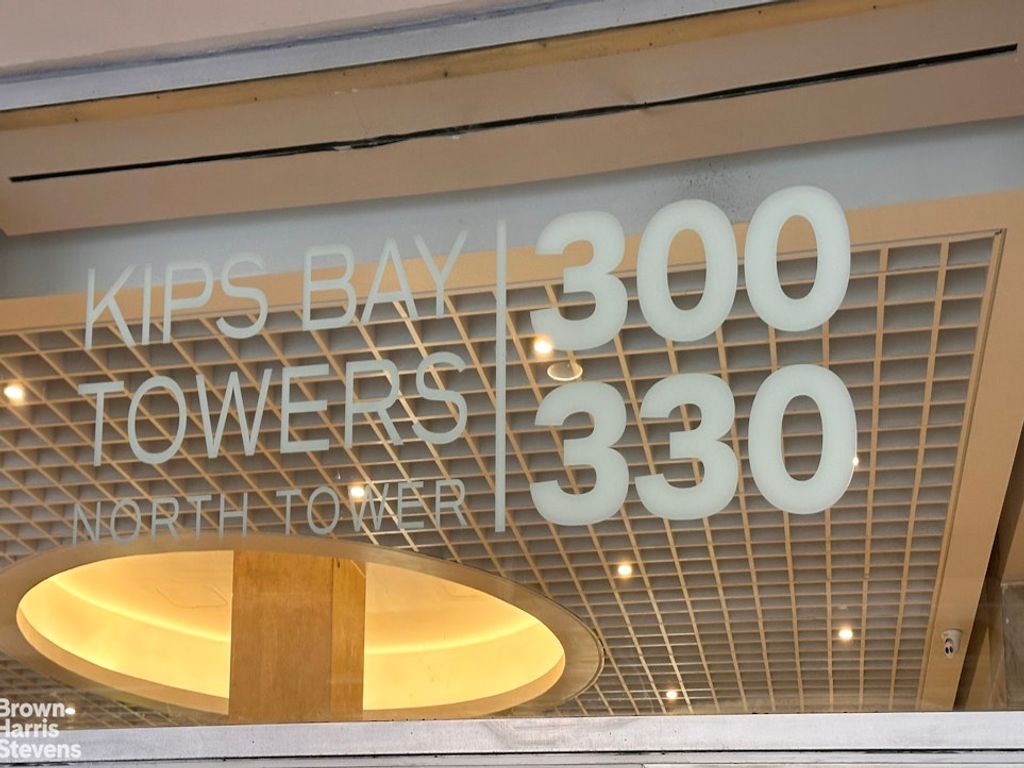 KIPS BAY
TOWERS
NORTH TOWER
300
330
Brown
Harris
Stevens